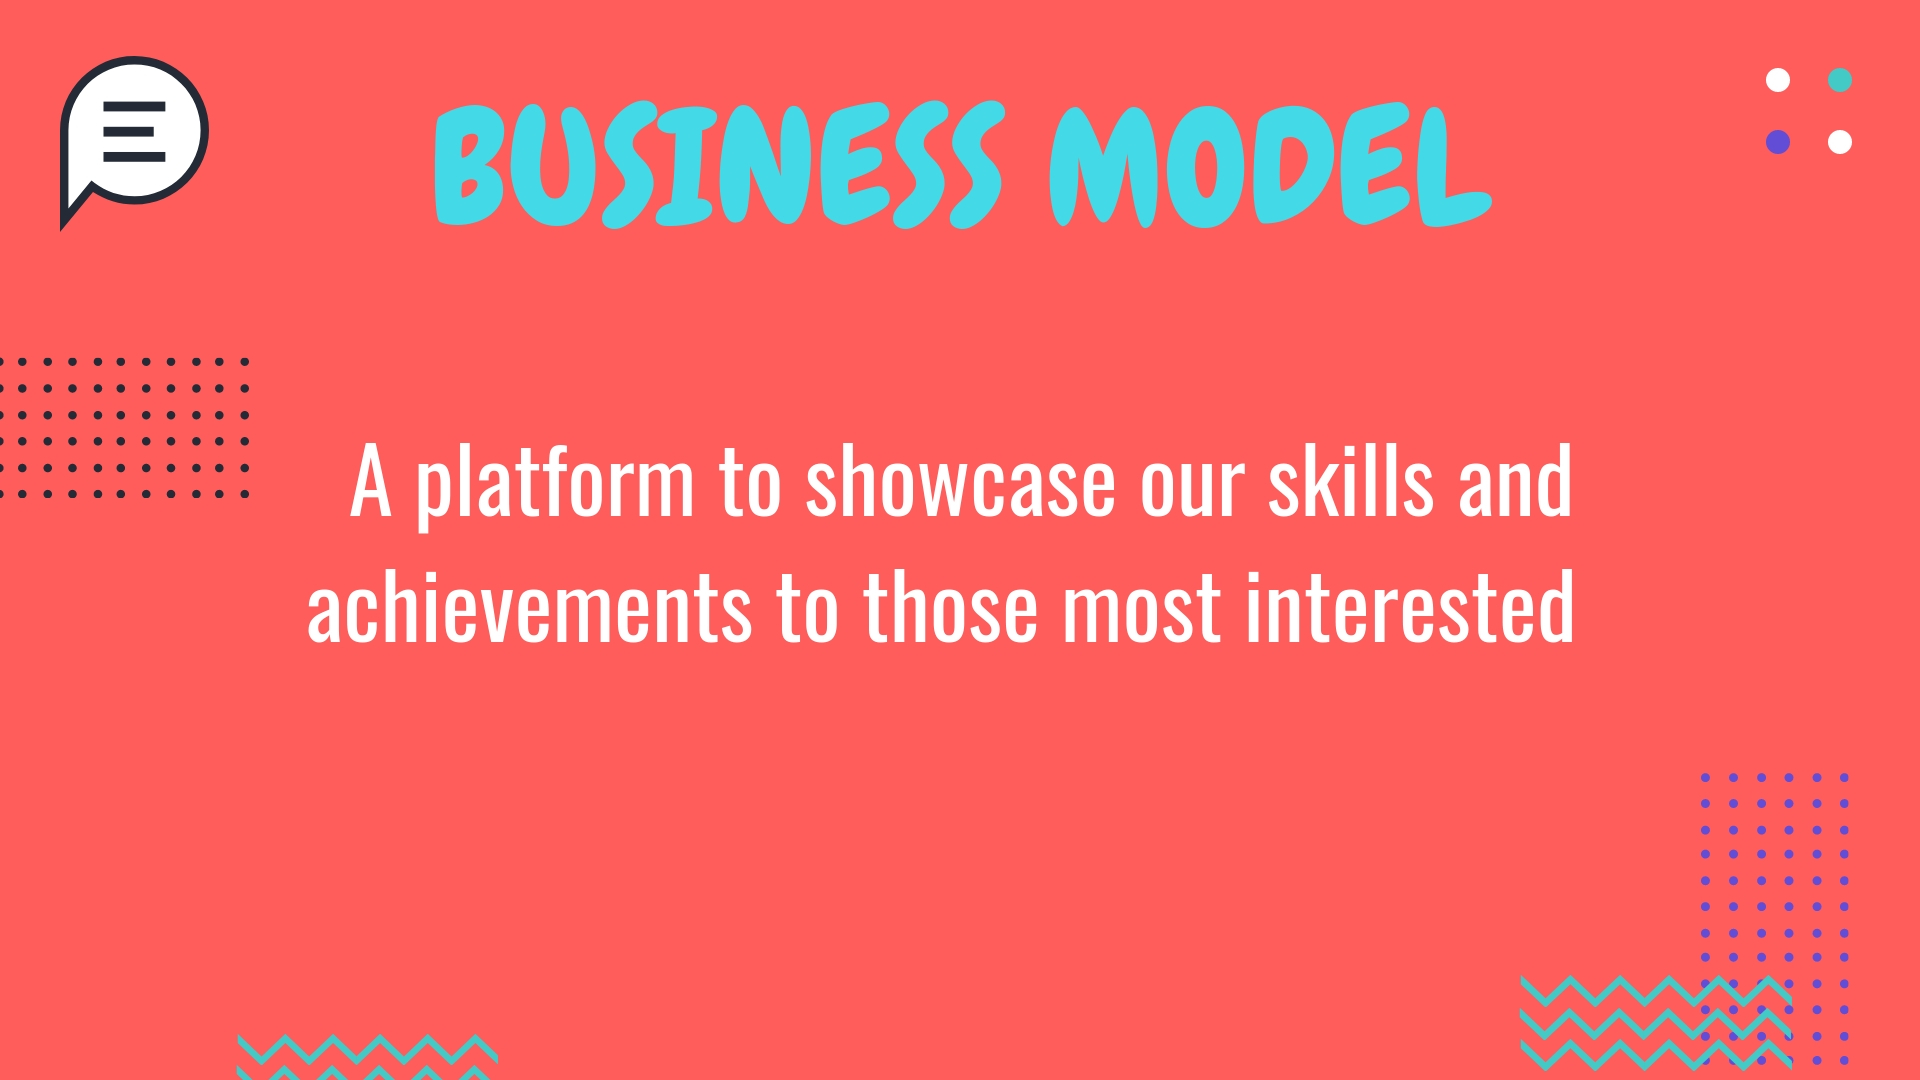 BUSINESS MODEL
A platform to showcase our skills and
achievements to those most interested